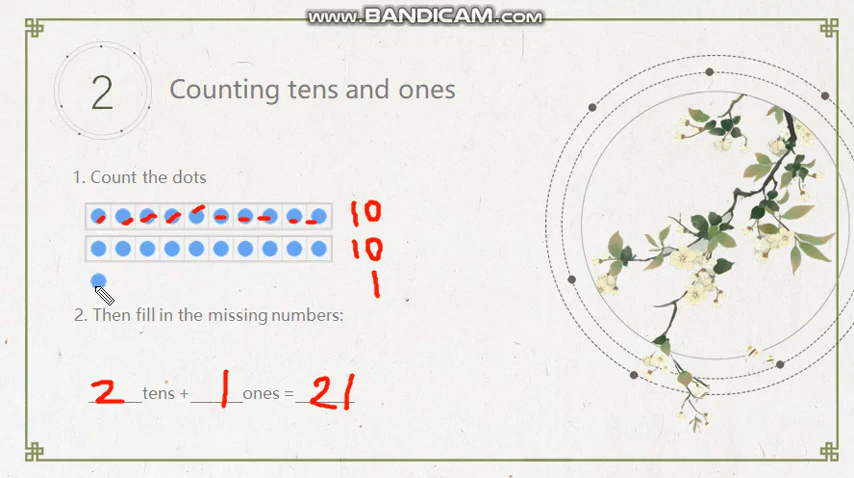 www.BANDICAM.com
2
Counting tens and ones
1. Count the dots
10
10
1
2. Then fill in the missing numbers:
2 tens + 1 ones = 21